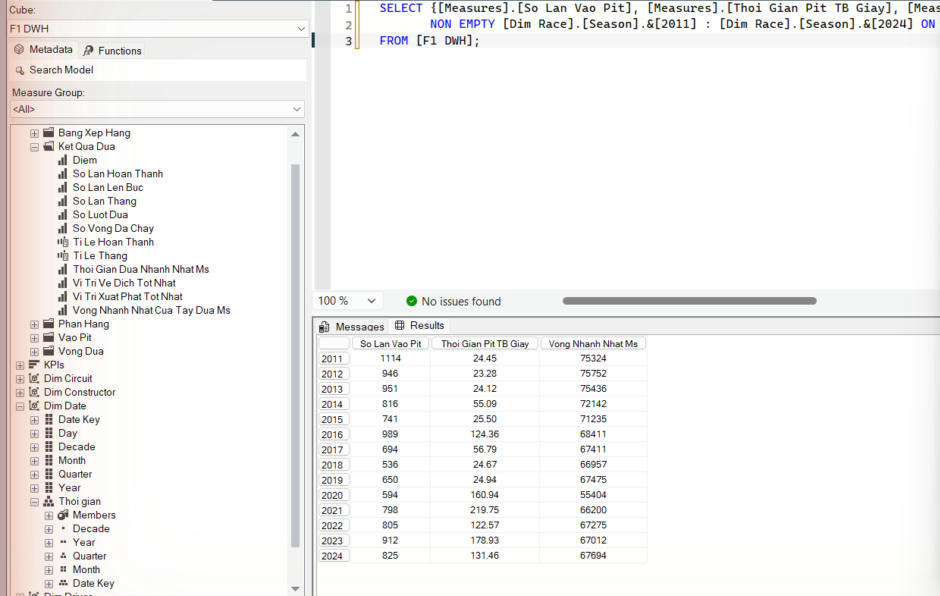 Cube:
F1 DWH
Metadata Functions
Search Model
Measure Group:
<All>
Bang Xep Hang
Ket Qua Dua
Diem
So Lan Hoan Thanh
So Lan Len Buc
So Lan Thang
So Luot Dua
So Vong Da Chay
Ti Le Hoan Thanh
Ti Le Thang
Thoi Gian Dua Nhanh Nhat Ms
Vi Tri Ve Dich Tot Nhat
Vi Tri Xuat Phat Tot Nhat
Vong Nhanh Nhat Cua Tay Dua Ms
Phan Hang
Vao Pit
Vong Dua
KPIs
Dim Circuit
Dim Constructor
Dim Date
Date Key
Day
Decade
Month
Quarter
Year
Thoi gian
Members
Decade
Year
Quarter
Month
Date Key
1 SELECT {[Measures].[So Lan Vao Pit], [Measures].[Thoi Gian Pit TB Giay], [Meas
2 NON EMPTY [Dim Race].[Season].&[2011] : [Dim Race].[Season].&[2024] ON
3 FROM [F1 DWH];
100 % No issues found
Messages Results
So Lan Vao Pit Thoi Gian Pit TB Giay Vong Nhanh Nhat Ms
2011 1114 24.45 75324
2012 946 23.28 75752
2013 951 24.12 75436
2014 816 55.09 72142
2015 741 25.50 71235
2016 989 124.36 68411
2017 694 56.79 67411
2018 536 24.67 66957
2019 650 24.94 67475
2020 594 160.94 55404
2021 798 219.75 66200
2022 805 122.57 67275
2023 912 178.93 67012
2024 825 131.46 67694